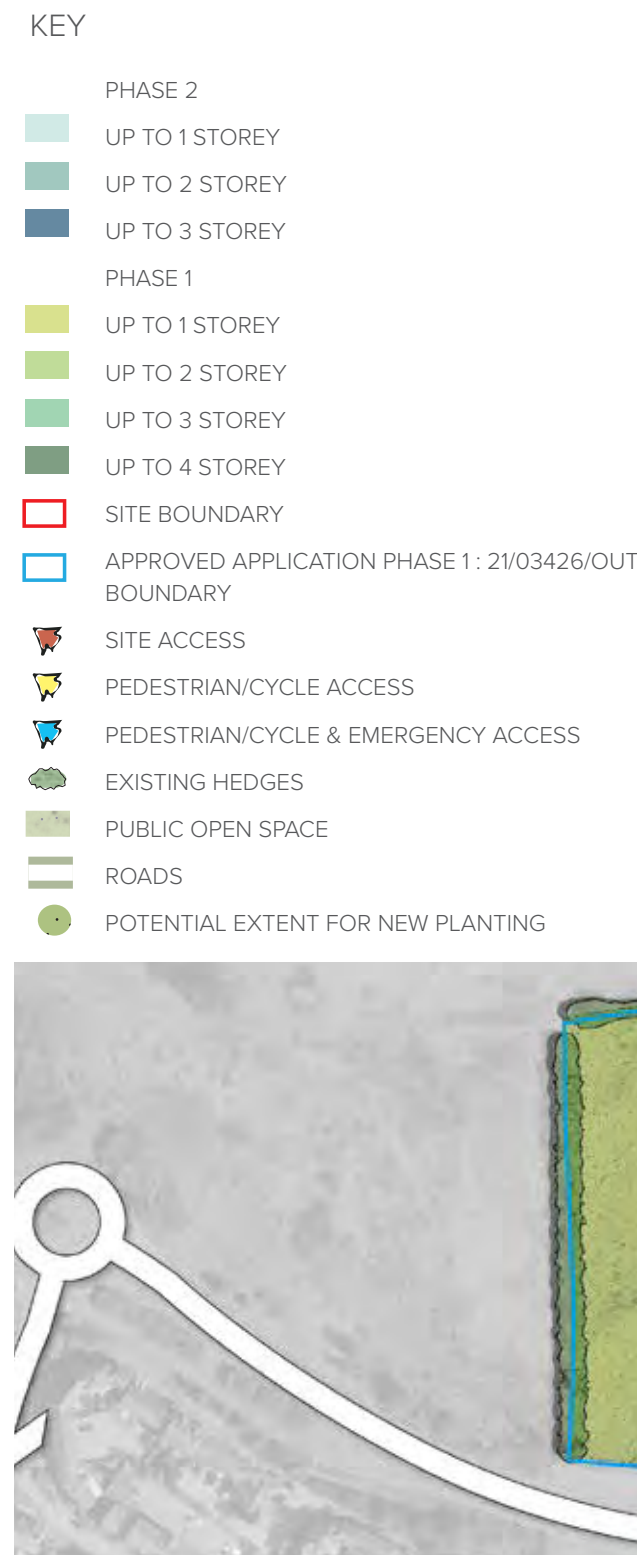 KEY
PHASE 2
UP TO 1 STOREY
UP TO 2 STOREY
UP TO 3 STOREY
PHASE 1
UP TO 1 STOREY
UP TO 2 STOREY
UP TO 3 STOREY
UP TO 4 STOREY
SITE BOUNDARY
APPROVED APPLICATION PHASE 1 : 21/03426/OUT
BOUNDARY
SITE ACCESS
PEDESTRIAN/CYCLE ACCESS
PEDESTRIAN/CYCLE & EMERGENCY ACCESS
EXISTING HEDGES
PUBLIC OPEN SPACE
ROADS
POTENTIAL EXTENT FOR NEW PLANTING